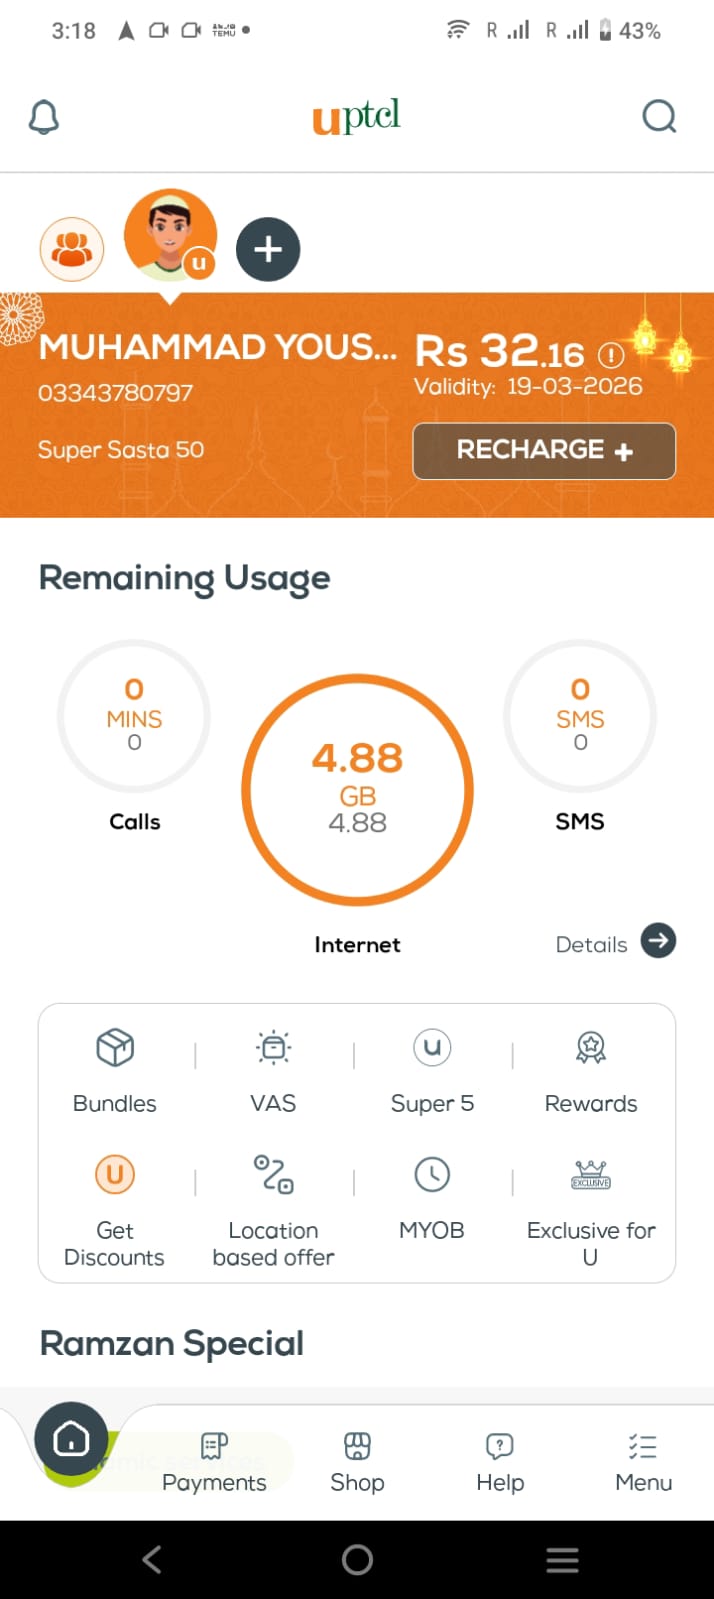 3:18
TEMU
R R 43%
uptcl
u
MUHAMMAD YOUS...
Rs 32.16
03343780797
Validity: 19-03-2026
Super Sasta 50
RECHARGE +
Remaining Usage
0
MINS
0
Calls
4.88
GB
4.88
Internet
0
SMS
0
SMS
Details
u
Bundles
VAS
Super 5
Rewards
U
EXCLUSIVE
Get Discounts
Location based offer
MYOB
Exclusive for U
Ramzan Special
Payments
Shop
Help
Menu